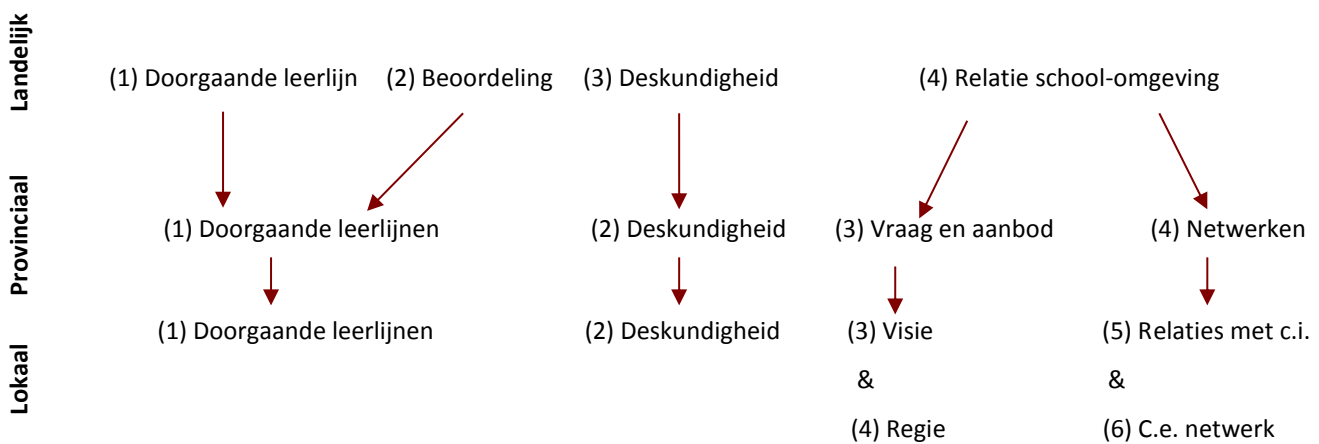 Landelijk
(1) Doorgaande leerlijn (2) Beoordeling (3) Deskundigheid (4) Relatie school-omgeving
Provinciaal
(1) Doorgaande leerlijnen (2) Deskundigheid (3) Vraag en aanbod (4) Netwerken
Lokaal
(1) Doorgaande leerlijnen (2) Deskundigheid (3) Visie (5) Relaties met c.i.
& &
(4) Regie (6) C.e. netwerk